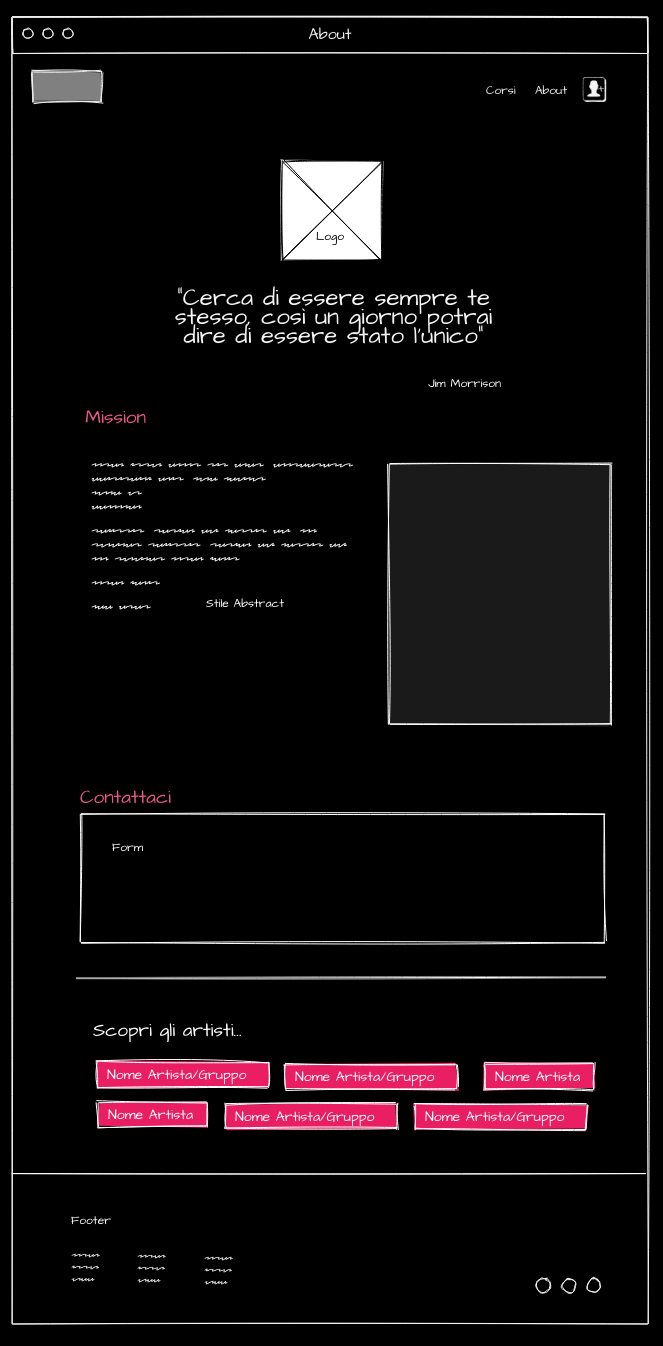 About
Corsi About
Logo
"Cerca di essere sempre te
stesso, così un giorno potrai
dire di essere stato l'unico"
Jim Morrison
Mission
Stile Abstract
Contattaci
Form
Scopri gli artisti...
Nome Artista/Gruppo Nome Artista/Gruppo Nome Artista
Nome Artista Nome Artista/Gruppo Nome Artista/Gruppo
Footer